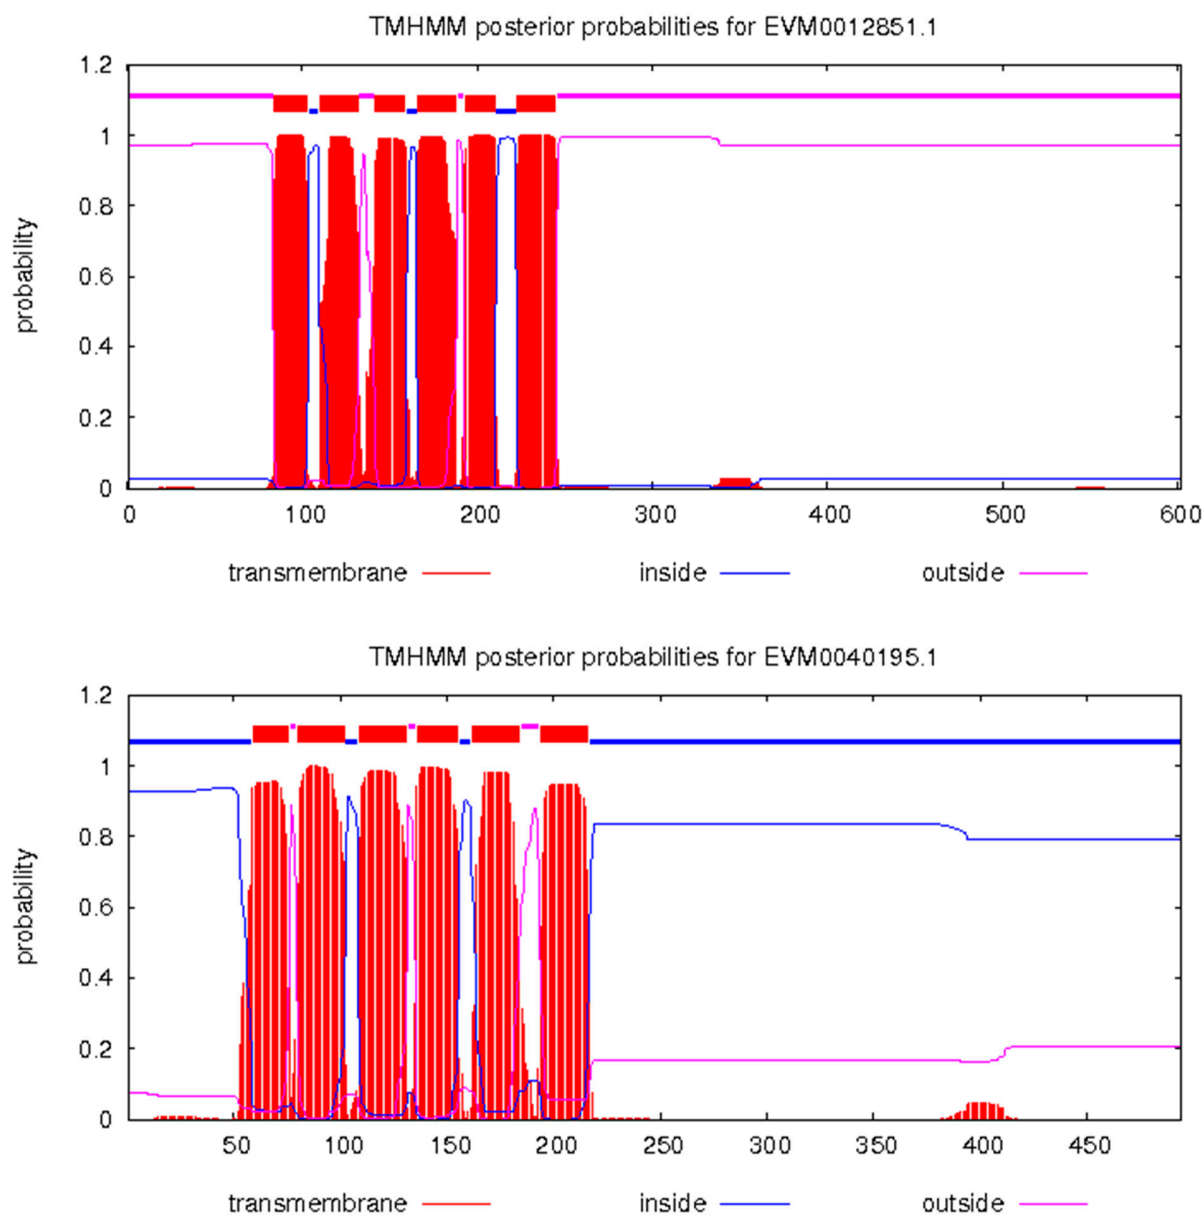 TMHMM posterior probabilities for EVM0012851.1
1.2
1
0.8
0.6
0.4
0.2
0
probability
0 100 200 300 400 500 600
transmembrane inside outside
TMHMM posterior probabilities for EVM0040195.1
1.2
1
0.8
0.6
0.4
0.2
0
probability
50 100 150 200 250 300 350 400 450
transmembrane inside outside